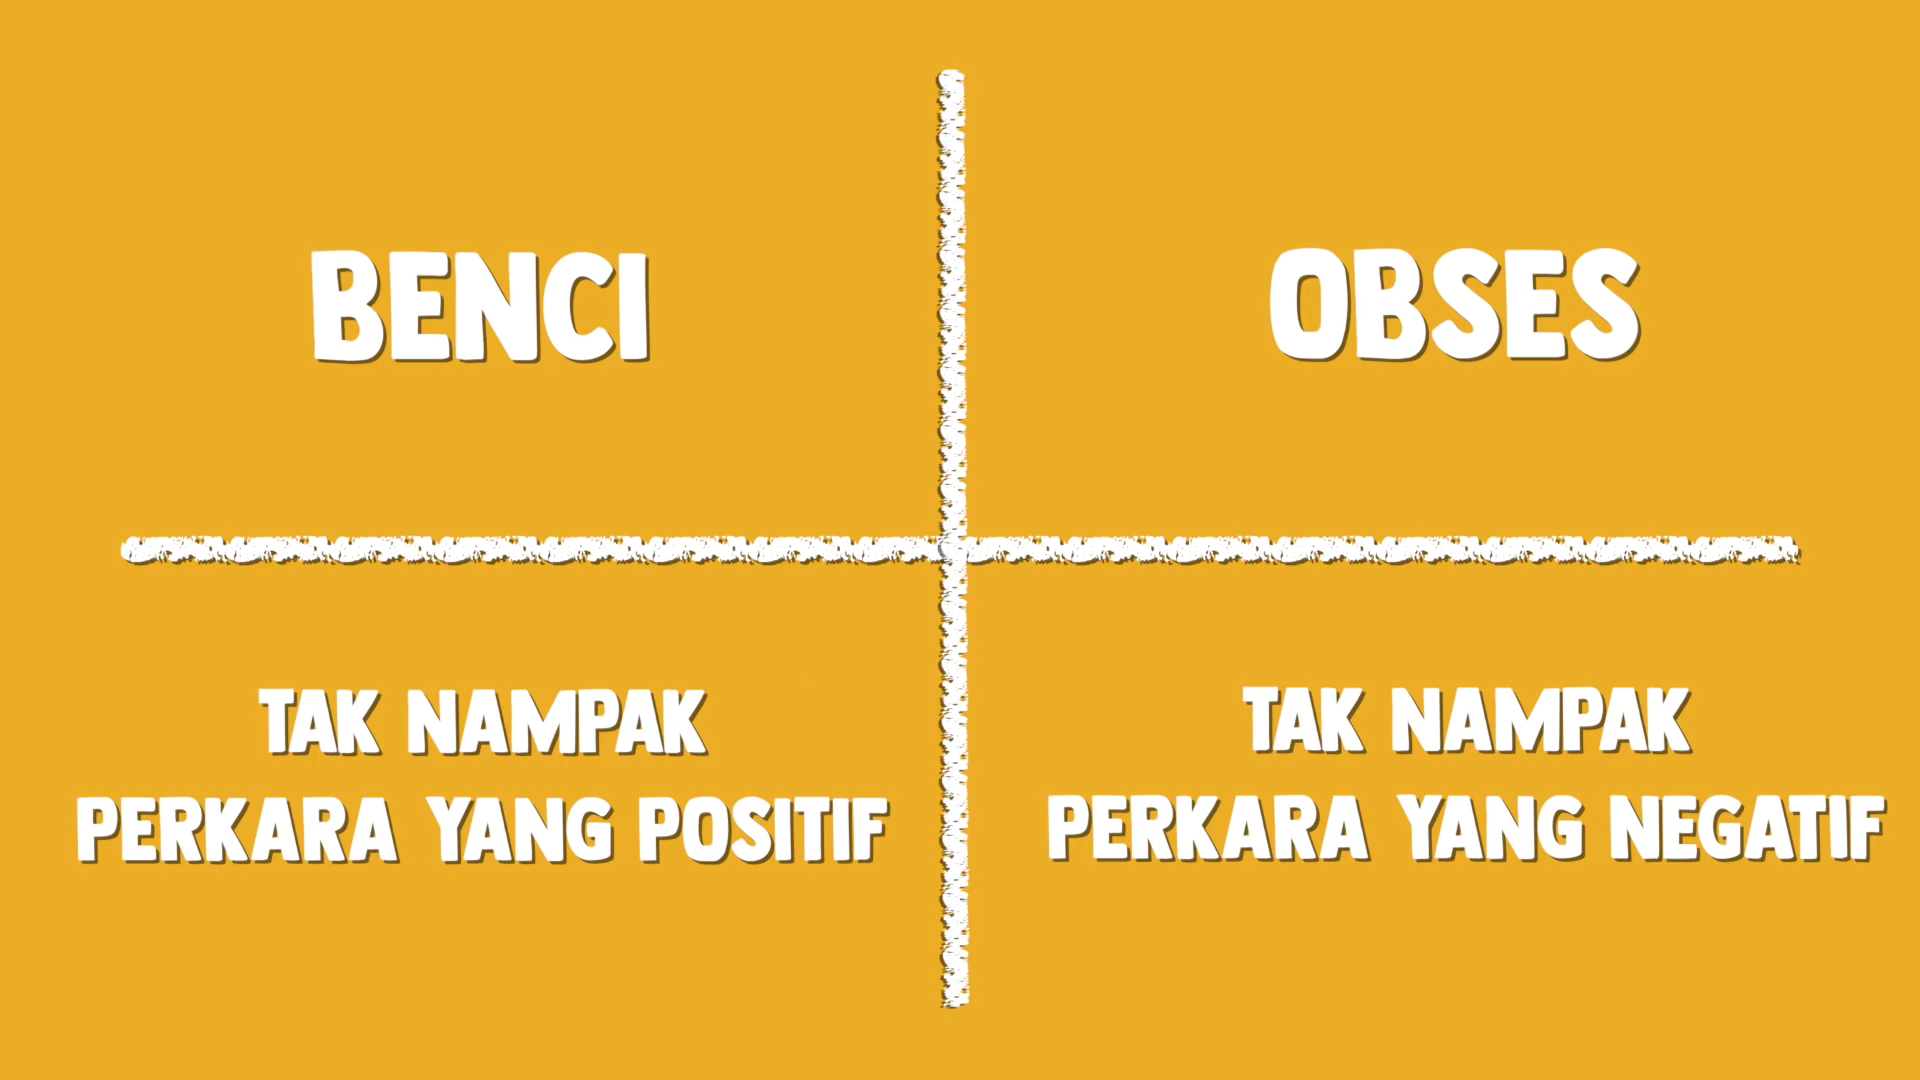 BENCI
OBSES
TAK NAMPAK
PERKARA YANG POSITIF
TAK NAMPAK
PERKARA YANG NEGATIF